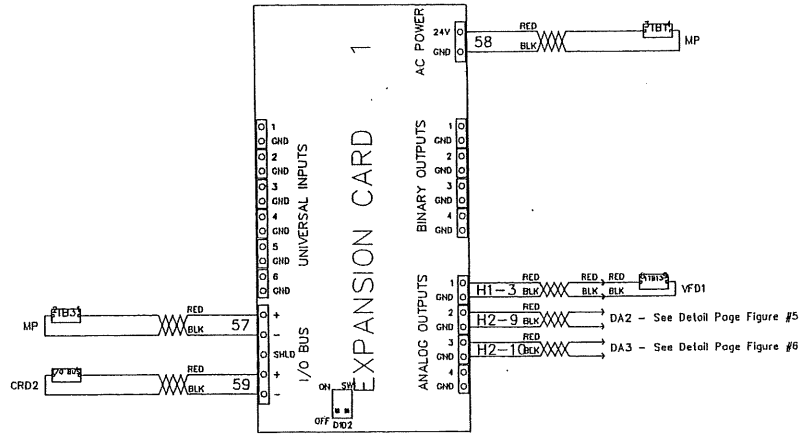 EXPANSION CARD 1
AC POWER
24V
GND
58
RED
BLK
MP
UNIVERSAL INPUTS
1
GND
2
GND
3
GND
4
GND
5
GND
6
GND
BINARY OUTPUTS
1
GND
2
GND
3
GND
4
GND
I/O BUS
+
-
SHLD
+
-
MP
TB3
RED
BLK
57
CRD2
I/O BUS
RED
BLK
59
ANALOG OUTPUTS
1
GND
2
GND
3
GND
4
GND
H1-3
RED
BLK
RED
BLK
RED
BLK
VFD1
H2-9
RED
BLK
DA2 - See Detail Page Figure #5
H2-10
RED
BLK
DA3 - See Detail Page Figure #6
ON
SW1
OFF